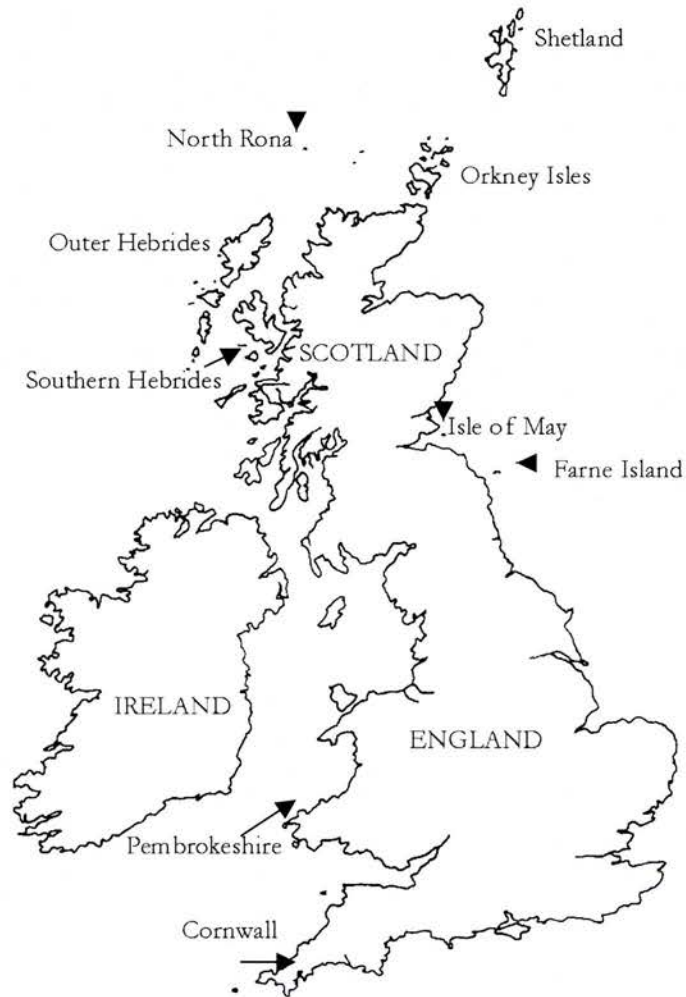 Shetland
North Rona
Orkney Isles
Outer Hebrides
SCOTLAND
Southern Hebrides
Isle of May
Farne Island
IRELAND
ENGLAND
Pembrokeshire
Cornwall